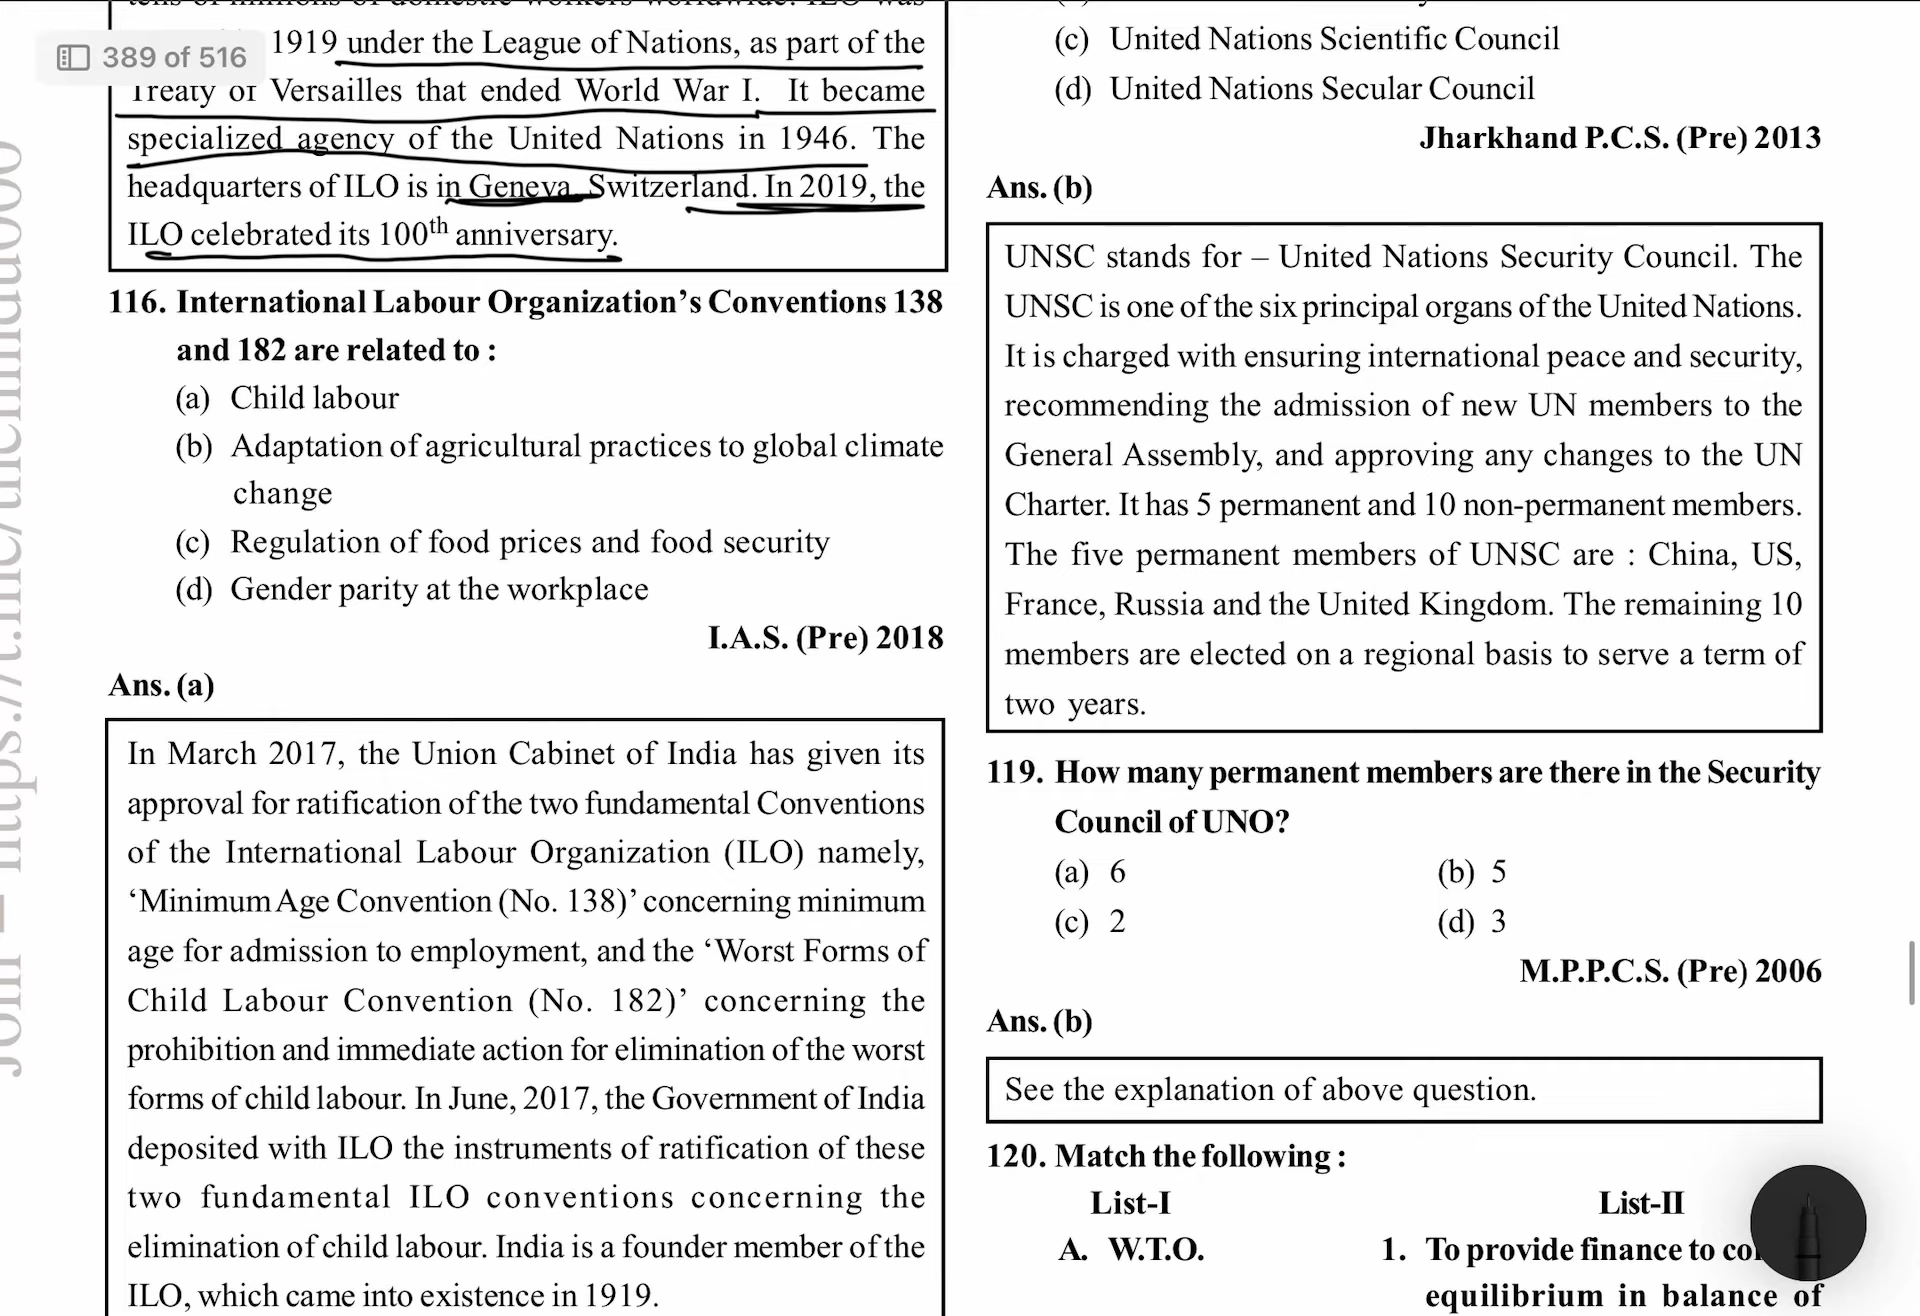 389 of 516
1919 under the League of Nations, as part of the
Treaty of Versailles that ended World War I. It became
specialized agency of the United Nations in 1946. The
headquarters of ILO is in Geneva, Switzerland. In 2019, the
ILO celebrated its 100th anniversary.
116. International Labour Organization’s Conventions 138
and 182 are related to :
(a) Child labour
(b) Adaptation of agricultural practices to global climate
change
(c) Regulation of food prices and food security
(d) Gender parity at the workplace
I.A.S. (Pre) 2018
Ans. (a)
In March 2017, the Union Cabinet of India has given its
approval for ratification of the two fundamental Conventions
of the International Labour Organization (ILO) namely,
‘Minimum Age Convention (No. 138)’ concerning minimum
age for admission to employment, and the ‘Worst Forms of
Child Labour Convention (No. 182)’ concerning the
prohibition and immediate action for elimination of the worst
forms of child labour. In June, 2017, the Government of India
deposited with ILO the instruments of ratification of these
two fundamental ILO conventions concerning the
elimination of child labour. India is a founder member of the
ILO, which came into existence in 1919.
(c) United Nations Scientific Council
(d) United Nations Secular Council
Jharkhand P.C.S. (Pre) 2013
Ans. (b)
UNSC stands for – United Nations Security Council. The
UNSC is one of the six principal organs of the United Nations.
It is charged with ensuring international peace and security,
recommending the admission of new UN members to the
General Assembly, and approving any changes to the UN
Charter. It has 5 permanent and 10 non-permanent members.
The five permanent members of UNSC are : China, US,
France, Russia and the United Kingdom. The remaining 10
members are elected on a regional basis to serve a term of
two years.
119. How many permanent members are there in the Security
Council of UNO?
(a) 6 (b) 5
(c) 2 (d) 3
M.P.P.C.S. (Pre) 2006
Ans. (b)
See the explanation of above question.
120. Match the following :
List-I List-II
A. W.T.O. 1. To provide finance to
equilibrium in balance of